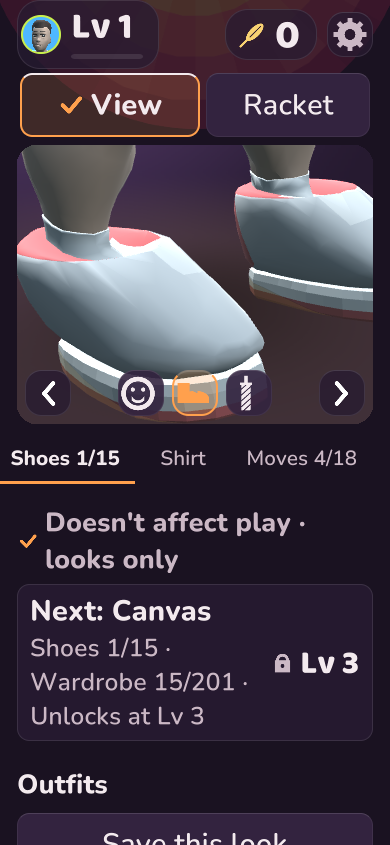 Lv 1
0
View
Racket
Shoes 1/15
Shirt
Moves 4/18
Doesn't affect play ·
looks only
Next: Canvas
Shoes 1/15 ·
Wardrobe 15/201 ·
Unlocks at Lv 3
Lv 3
Outfits
Save this look